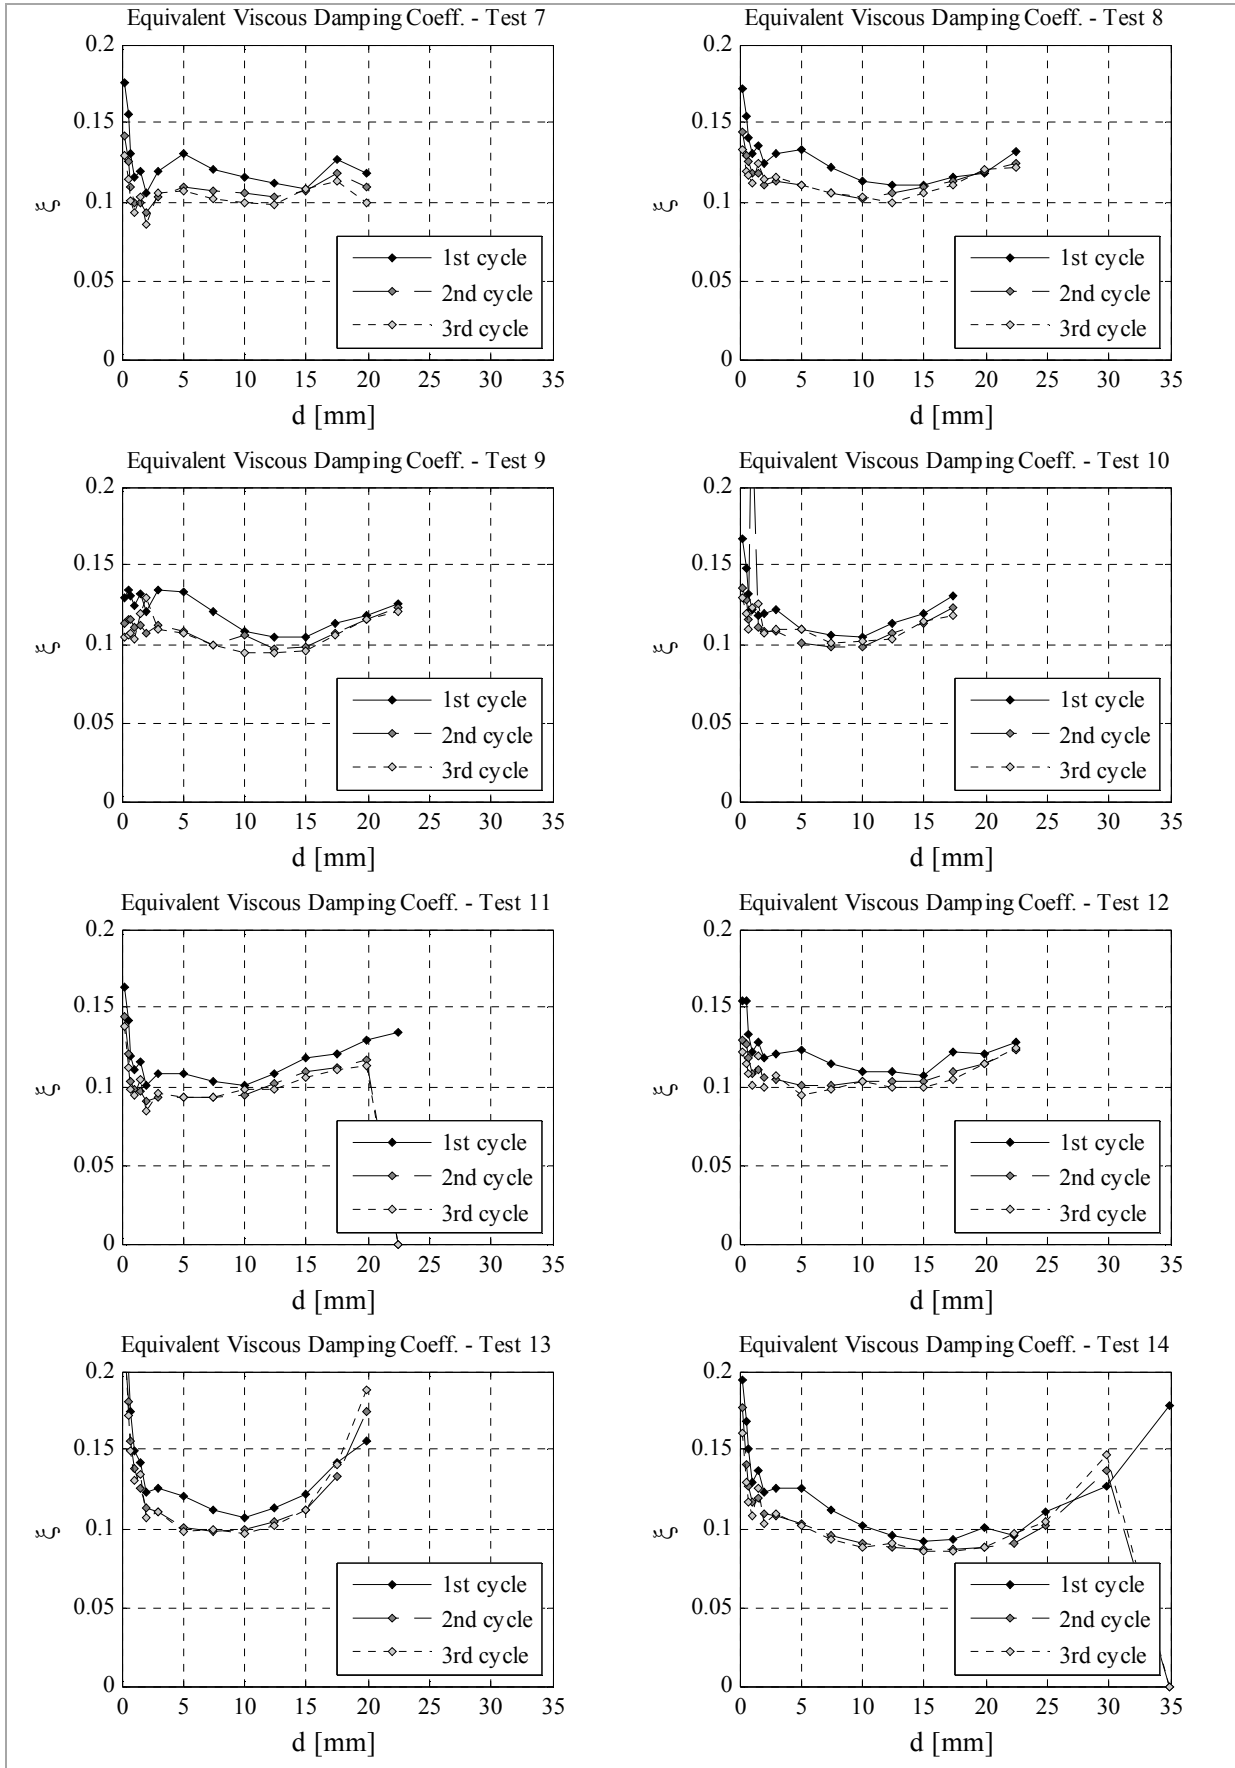 Equivalent Viscous Damping Coeff. - Test 7
0.2
0.15
0.1
0.05
0
ξ
1st cycle
2nd cycle
3rd cycle
0 5 10 15 20 25 30 35
d [mm]
Equivalent Viscous Damping Coeff. - Test 8
0.2
0.15
0.1
0.05
0
ξ
1st cycle
2nd cycle
3rd cycle
0 5 10 15 20 25 30 35
d [mm]
Equivalent Viscous Damping Coeff. - Test 9
0.2
0.15
0.1
0.05
0
ξ
1st cycle
2nd cycle
3rd cycle
0 5 10 15 20 25 30 35
d [mm]
Equivalent Viscous Damping Coeff. - Test 10
0.2
0.15
0.1
0.05
0
ξ
1st cycle
2nd cycle
3rd cycle
0 5 10 15 20 25 30 35
d [mm]
Equivalent Viscous Damping Coeff. - Test 11
0.2
0.15
0.1
0.05
0
ξ
1st cycle
2nd cycle
3rd cycle
0 5 10 15 20 25 30 35
d [mm]
Equivalent Viscous Damping Coeff. - Test 12
0.2
0.15
0.1
0.05
0
ξ
1st cycle
2nd cycle
3rd cycle
0 5 10 15 20 25 30 35
d [mm]
Equivalent Viscous Damping Coeff. - Test 13
0.2
0.15
0.1
0.05
0
ξ
1st cycle
2nd cycle
3rd cycle
0 5 10 15 20 25 30 35
d [mm]
Equivalent Viscous Damping Coeff. - Test 14
0.2
0.15
0.1
0.05
0
ξ
1st cycle
2nd cycle
3rd cycle
0 5 10 15 20 25 30 35
d [mm]